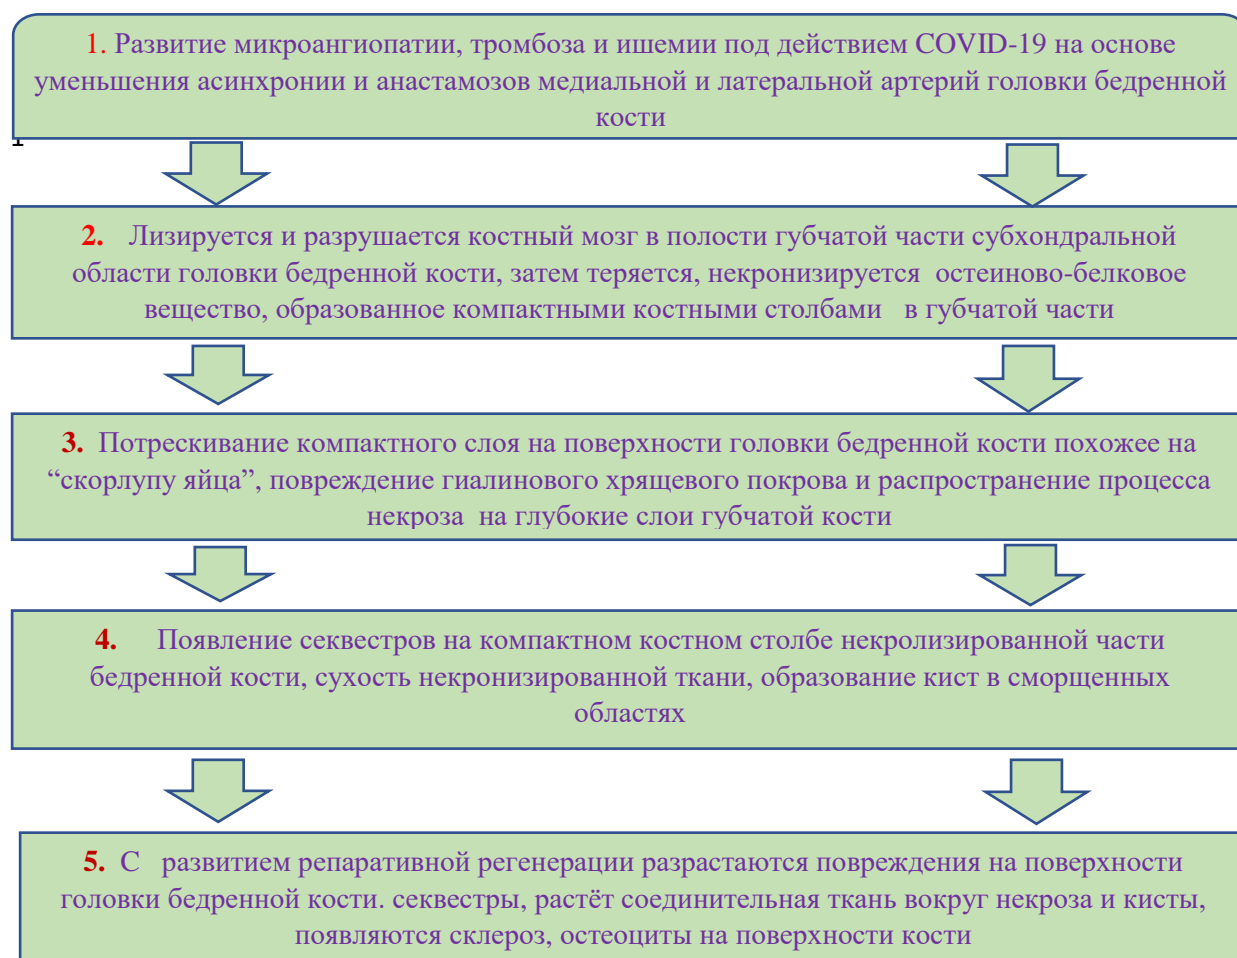 1. Развитие микроангиопатии, тромбоза и ишемии под действием COVID-19 на основе
уменьшения асинхронии и анастамозов медиальной и латеральной артерий головки бедренной
кости
2. Лизируется и разрушается костный мозг в полости губчатой части субхондральной
области головки бедренной кости, затем теряется, некронизируется остеиново-белковое
вещество, образованное компактными костными столбами в губчатой части
3. Потрескивание компактного слоя на поверхности головки бедренной кости похожее на
“скорлупу яйца”, повреждение гиалинового хрящевого покрова и распространение процесса
некроза на глубокие слои губчатой кости
4. Появление секвестров на компактном костном столбе некролизированной части
бедренной кости, сухость некронизированной ткани, образование кист в сморщенных
областях
5. С развитием репаративной регенерации разрастаются повреждения на поверхности
головки бедренной кости. секвестры, растёт соединительная ткань вокруг некроза и кисты,
появляются склероз, остеоциты на поверхности кости